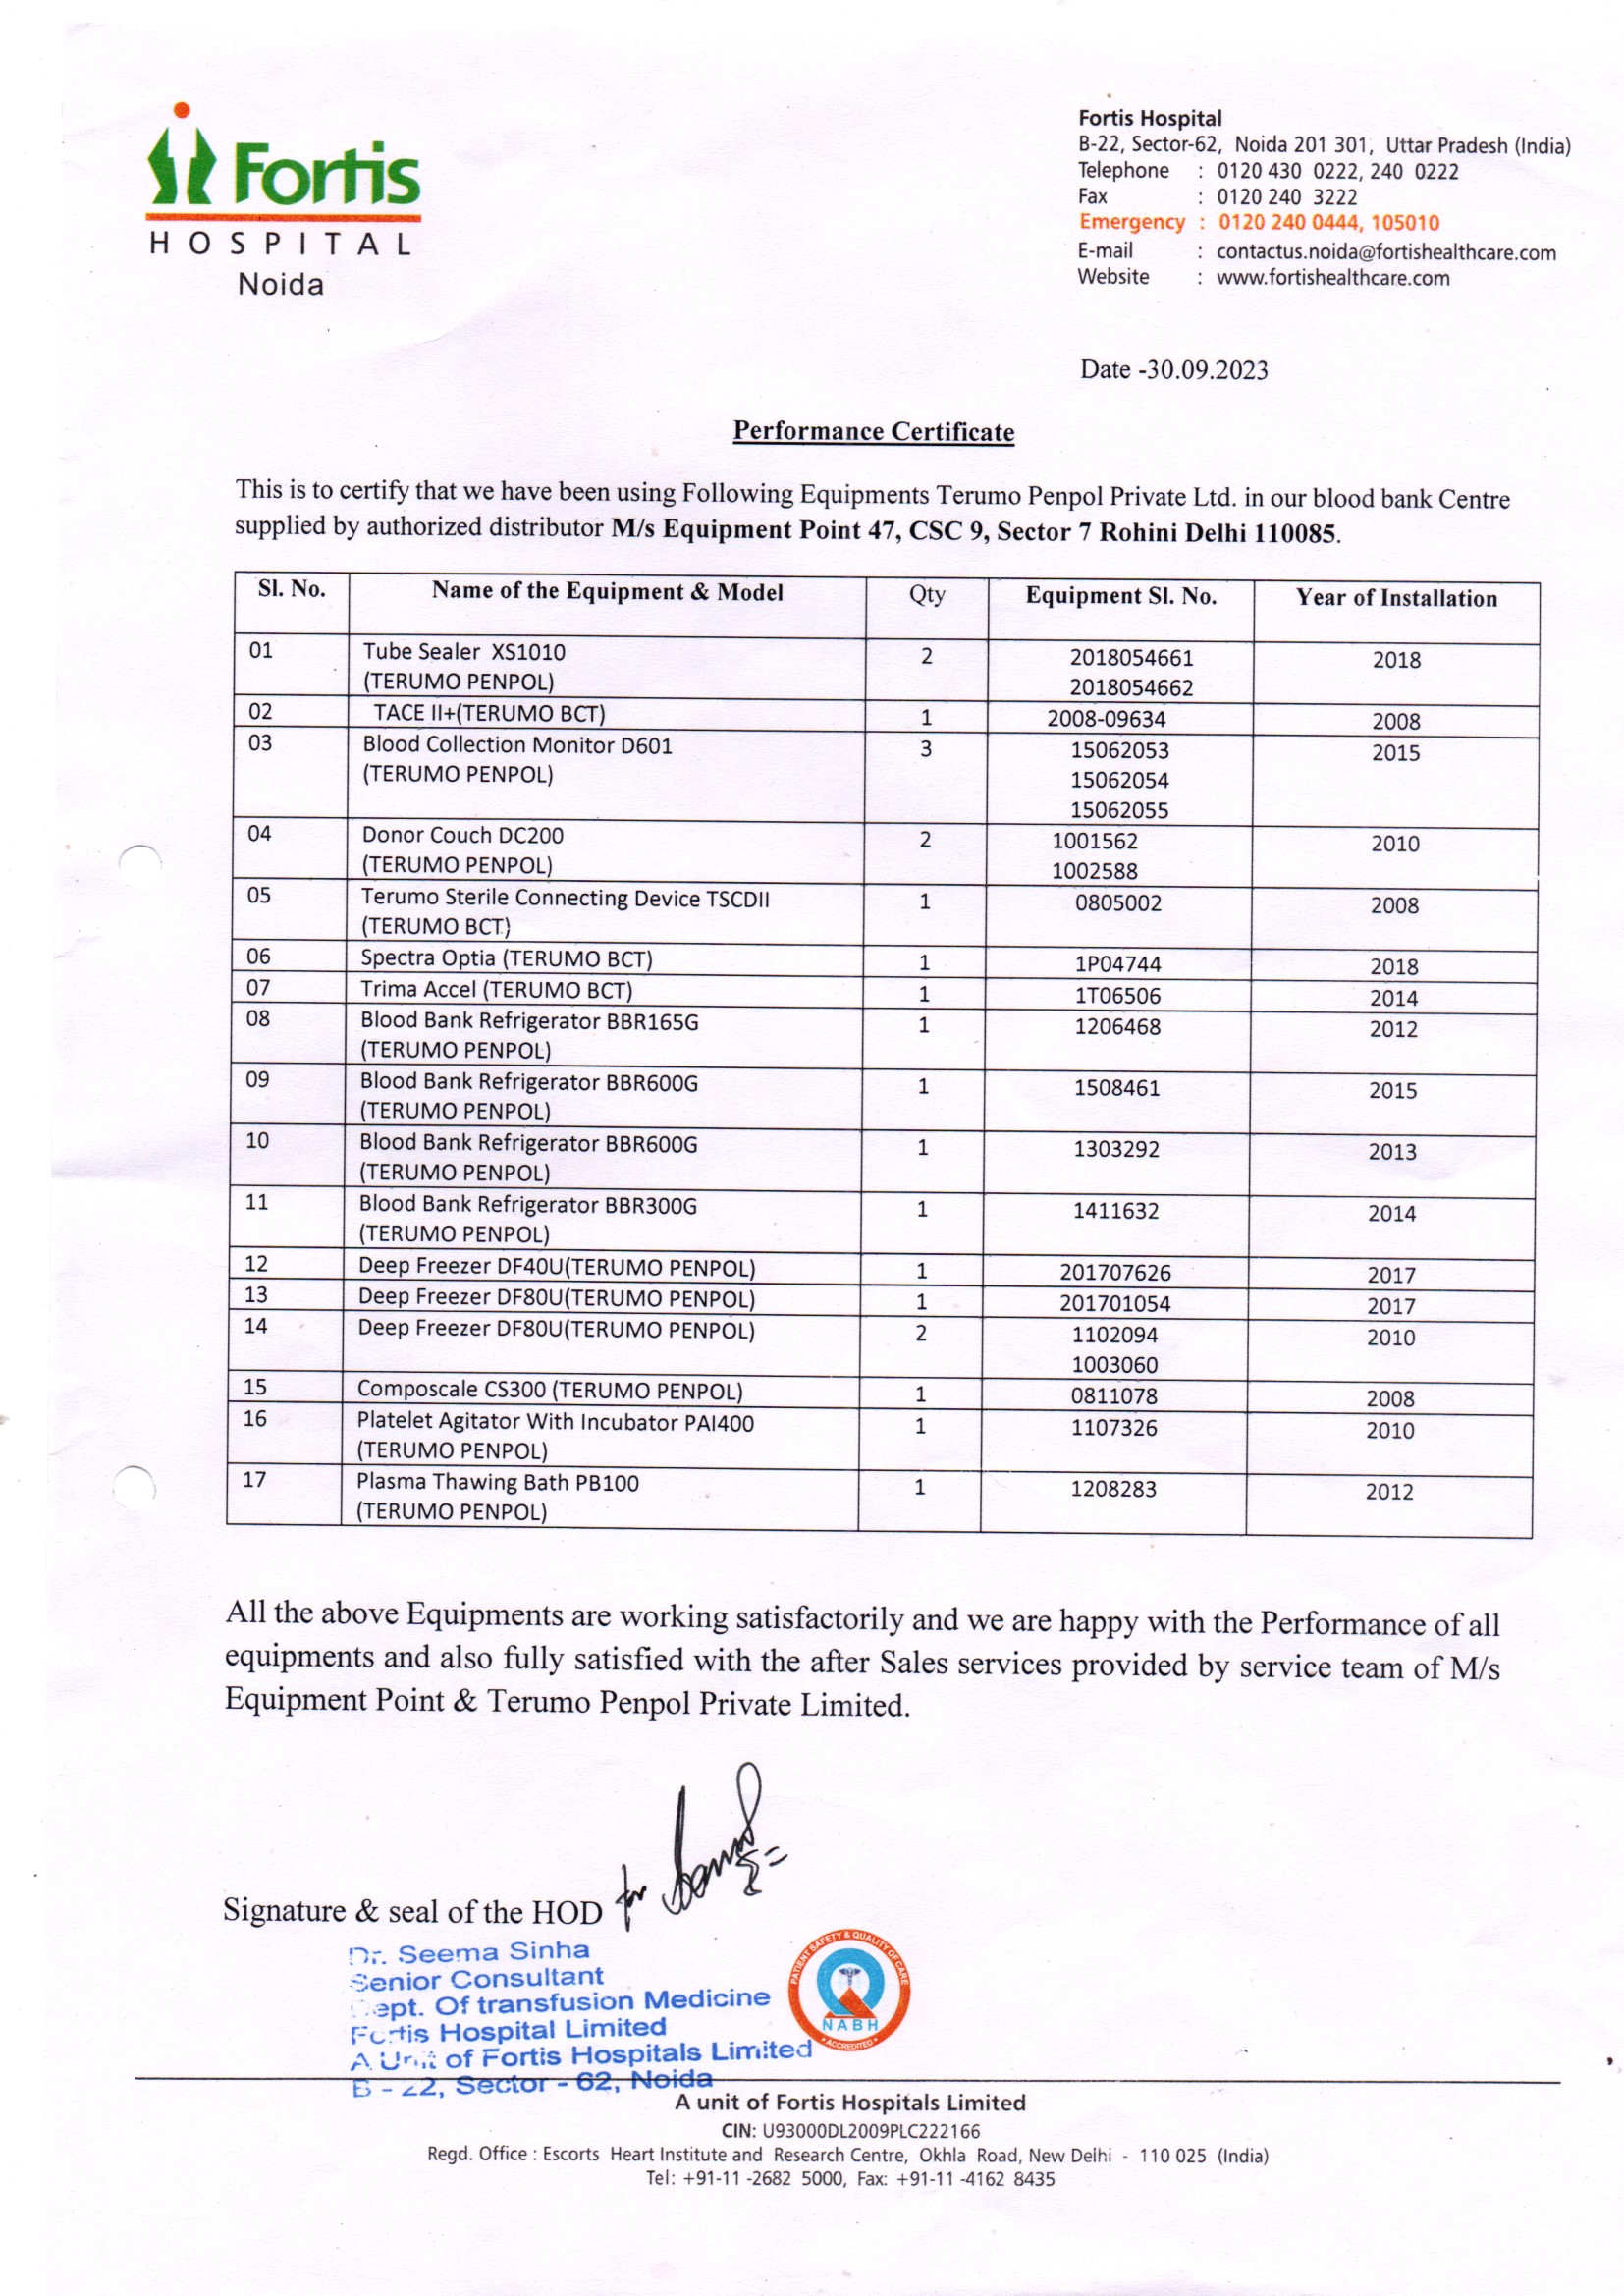 Fortis
HOSPITAL
Noida
Fortis Hospital
B-22, Sector-62, Noida 201 301, Uttar Pradesh (India)
Telephone : 0120 430 0222, 240 0222
Fax : 0120 240 3222
Emergency : 0120 240 0444, 105010
E-mail : contactus.noida@fortishealthcare.com
Website : www.fortishealthcare.com
Date -30.09.2023
Performance Certificate
This is to certify that we have been using Following Equipments Terumo Penpol Private Ltd. in our blood bank Centre
supplied by authorized distributor M/s Equipment Point 47, CSC 9, Sector 7 Rohini Delhi 110085.
Sl. No. Name of the Equipment & Model Qty Equipment Sl. No. Year of Installation
01 Tube Sealer XS1010 2 2018054661 2018
(TERUMO PENPOL) 2018054662
02 TACE II+(TERUMO BCT) 1 2008-09634 2008
03 Blood Collection Monitor D601 3 15062053 2015
(TERUMO PENPOL) 15062054
15062055
04 Donor Couch DC200 2 1001562 2010
(TERUMO PENPOL) 1002588
05 Terumo Sterile Connecting Device TSCDII 1 0805002 2008
(TERUMO BCT)
06 Spectra Optia (TERUMO BCT) 1 1P04744 2018
07 Trima Accel (TERUMO BCT) 1 1T06506 2014
08 Blood Bank Refrigerator BBR165G 1 1206468 2012
(TERUMO PENPOL)
09 Blood Bank Refrigerator BBR600G 1 1508461 2015
(TERUMO PENPOL)
10 Blood Bank Refrigerator BBR600G 1 1303292 2013
(TERUMO PENPOL)
11 Blood Bank Refrigerator BBR300G 1 1411632 2014
(TERUMO PENPOL)
12 Deep Freezer DF40U(TERUMO PENPOL) 1 201707626 2017
13 Deep Freezer DF80U(TERUMO PENPOL) 1 201701054 2017
14 Deep Freezer DF80U(TERUMO PENPOL) 2 1102094 2010
1003060
15 Composcale CS300 (TERUMO PENPOL) 1 0811078 2008
16 Platelet Agitator With Incubator PAI400 1 1107326 2010
(TERUMO PENPOL)
17 Plasma Thawing Bath PB100 1 1208283 2012
(TERUMO PENPOL)
All the above Equipments are working satisfactorily and we are happy with the Performance of all
equipments and also fully satisfied with the after Sales services provided by service team of M/s
Equipment Point & Terumo Penpol Private Limited.
Signature & seal of the HOD for
Dr. Seema Sinha
Senior Consultant
Dept. Of transfusion Medicine
Fortis Hospital Limited
A Unit of Fortis Hospitals Limited
B - 22, Sector - 62, Noida
PATIENT SAFETY & QUALITY OF CARE
NABH
• ACCREDITED •
A unit of Fortis Hospitals Limited
CIN: U93000DL2009PLC222166
Regd. Office : Escorts Heart Institute and Research Centre, Okhla Road, New Delhi - 110 025 (India)
Tel: +91-11 -2682 5000, Fax: +91-11 -4162 8435